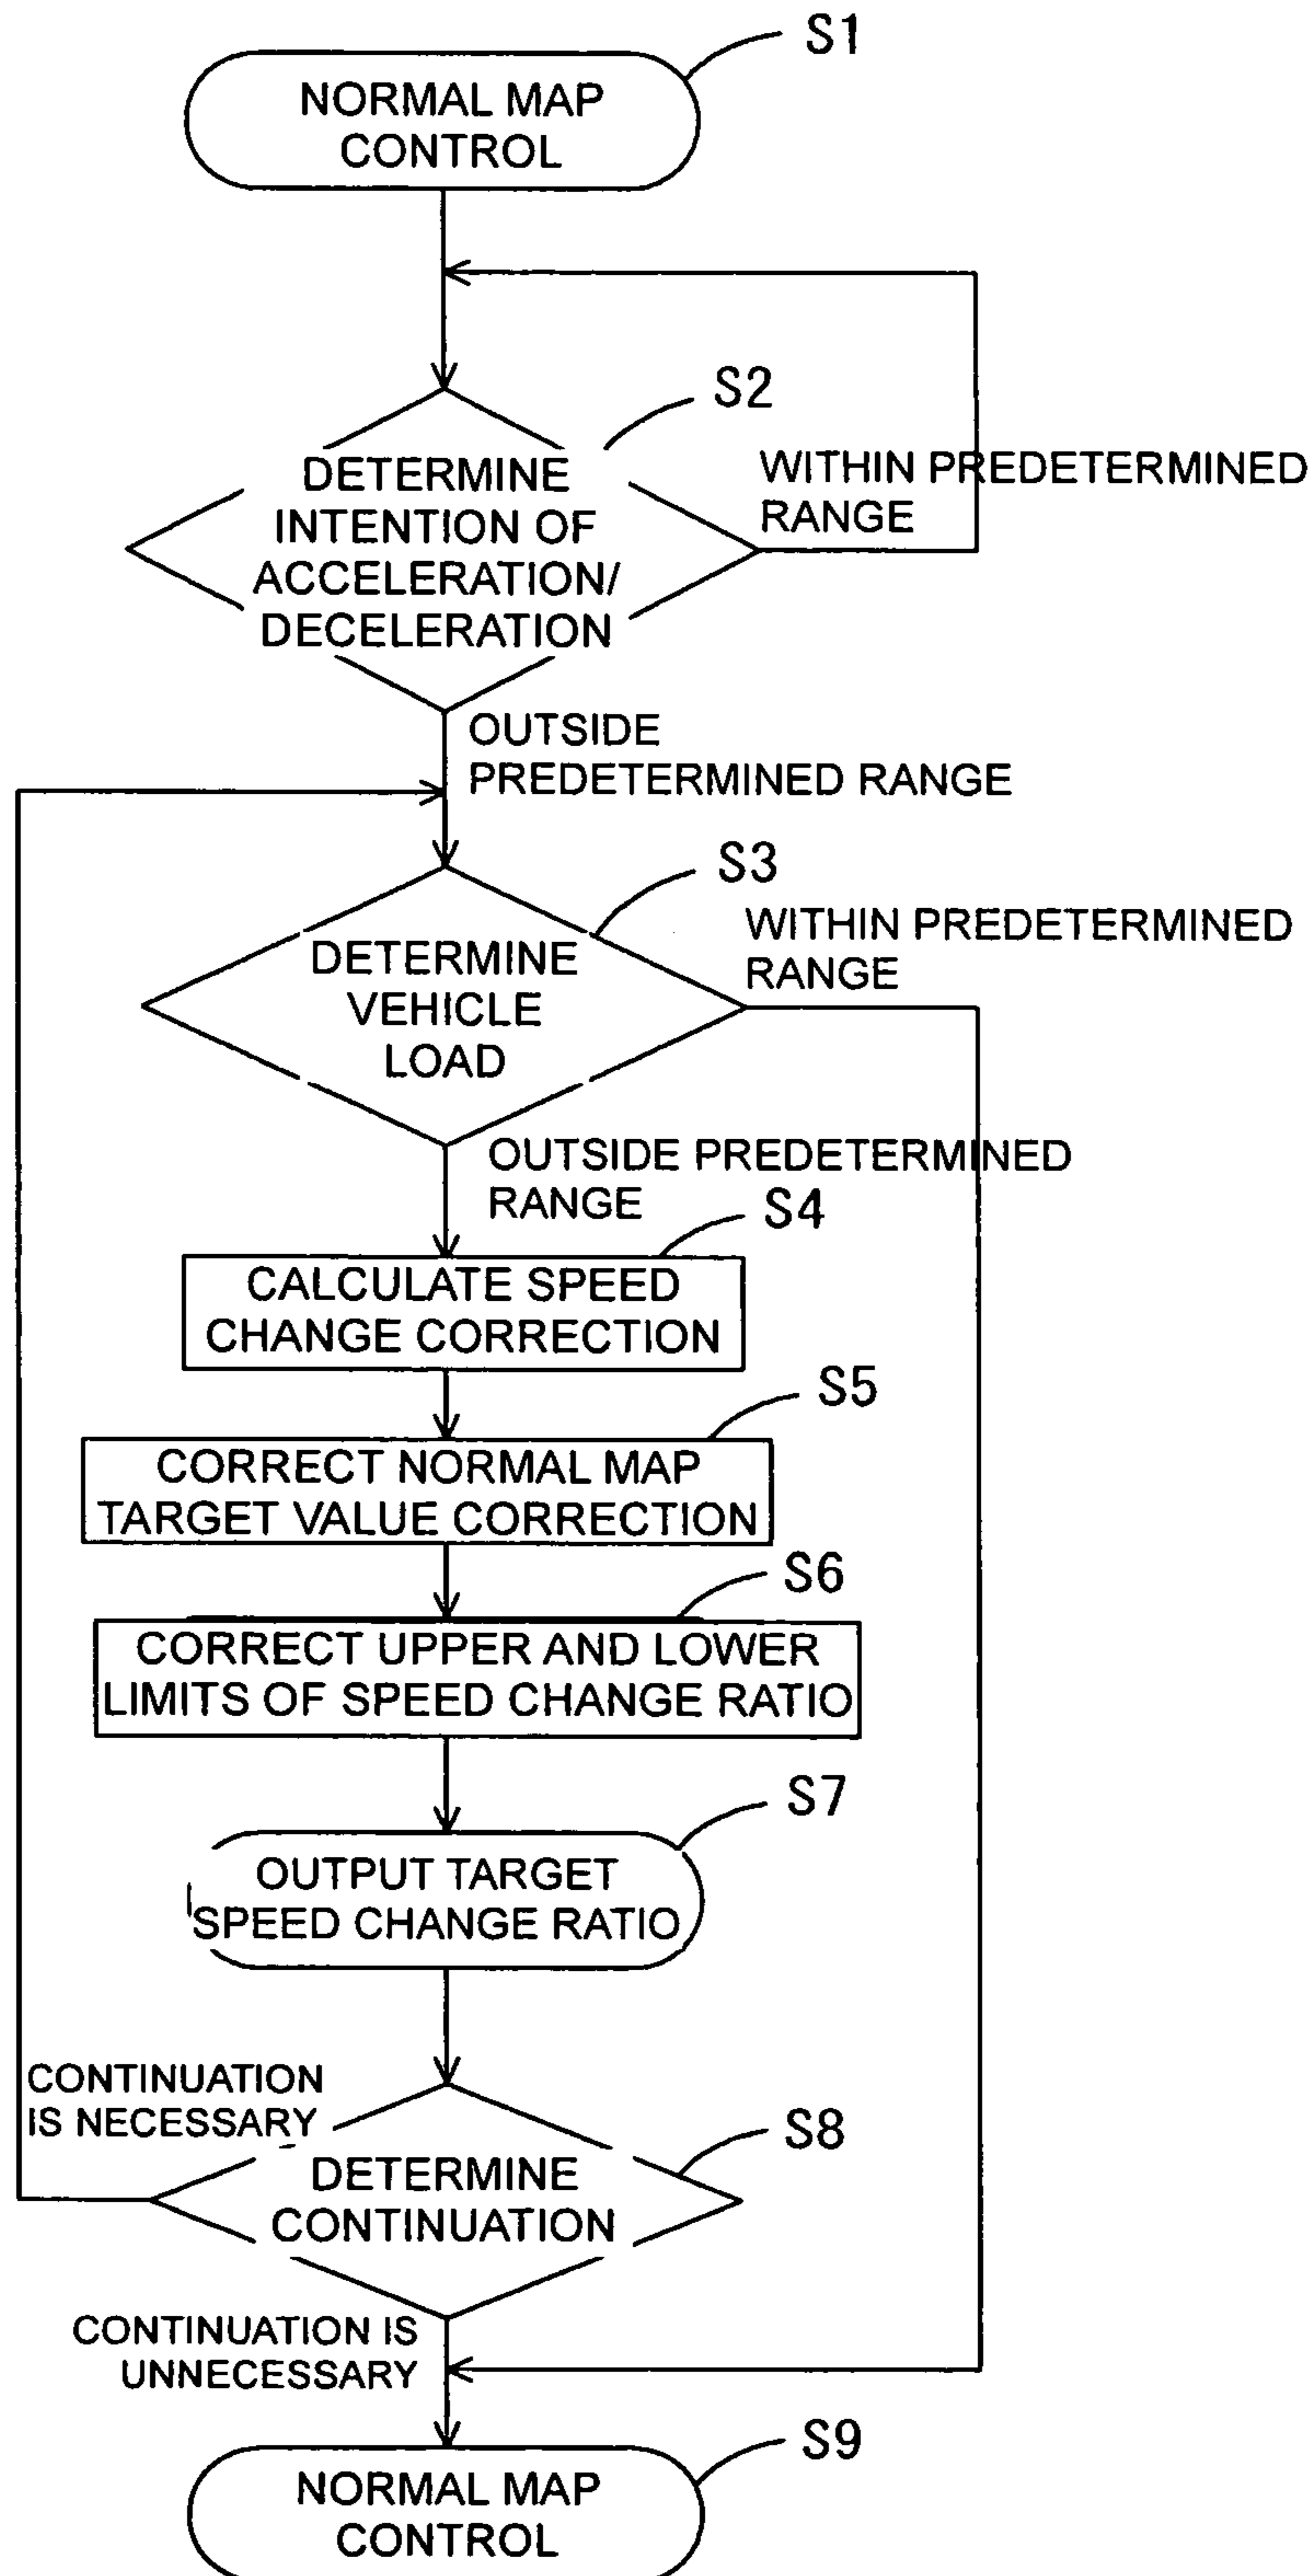 S1
NORMAL MAP
CONTROL
S2
DETERMINE
INTENTION OF
ACCELERATION/
DECELERATION
WITHIN PREDETERMINED
RANGE
OUTSIDE
PREDETERMINED RANGE
S3
DETERMINE
VEHICLE
LOAD
WITHIN PREDETERMINED
RANGE
OUTSIDE PREDETERMINED
RANGE
S4
CALCULATE SPEED
CHANGE CORRECTION
S5
CORRECT NORMAL MAP
TARGET VALUE CORRECTION
S6
CORRECT UPPER AND LOWER
LIMITS OF SPEED CHANGE RATIO
S7
OUTPUT TARGET
SPEED CHANGE RATIO
CONTINUATION
IS NECESSARY
S8
DETERMINE
CONTINUATION
CONTINUATION IS
UNNECESSARY
S9
NORMAL MAP
CONTROL